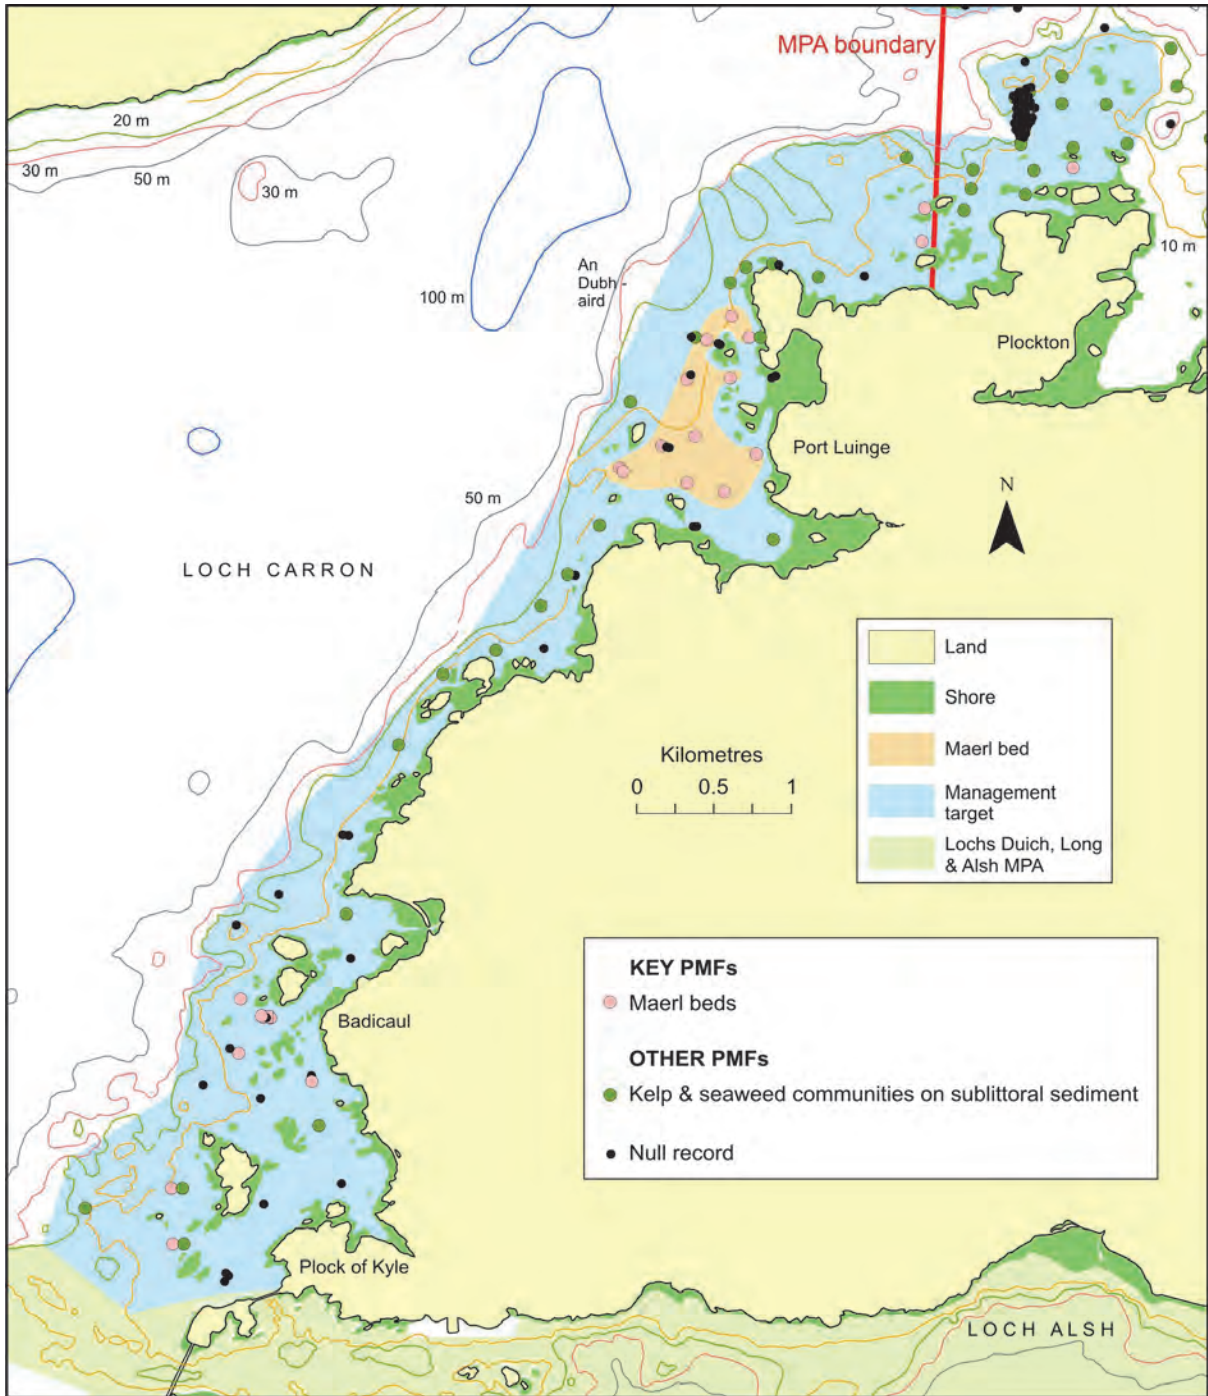 MPA boundary
20 m
30 m
50 m
30 m
An
Dubh -
aird
100 m
10 m
Plockton
Port Luinge
50 m
N
LOCH CARRON
Land
Shore
Maerl bed
Management
target
Lochs Duich, Long
& Alsh MPA
Kilometres
0 0.5 1
KEY PMFs
Maerl beds
OTHER PMFs
Kelp & seaweed communities on sublittoral sediment
Null record
Badicaul
Plock of Kyle
LOCH ALSH